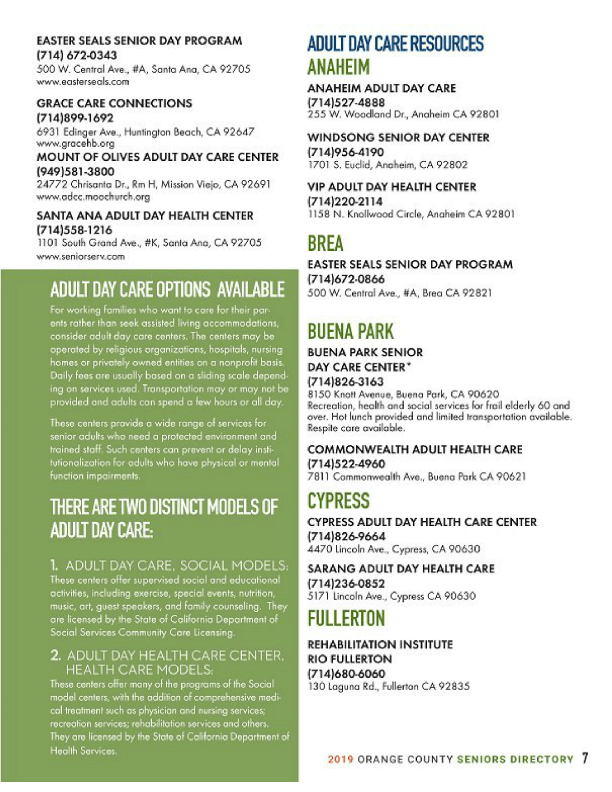 EASTER SEALS SENIOR DAY PROGRAM
(714) 672-0343
500 W. Central Ave., #A, Santa Ana, CA 92705
www.easterseals.com
GRACE CARE CONNECTIONS
(714)899-1692
6931 Edinger Ave., Huntington Beach, CA 92647
www.gracehb.org
MOUNT OF OLIVES ADULT DAY CARE CENTER
(949)581-3800
24772 Chrisanta Dr., Rm H, Mission Viejo, CA 92691
www.adcc.moochurch.org
SANTA ANA ADULT DAY HEALTH CENTER
(714)558-1216
1101 South Grand Ave., #K, Santa Ana, CA 92705
www.seniorserv.com
ADULT DAY CARE OPTIONS AVAILABLE
For working families who want to care for their par-
ents rather than seek assisted living accommodations,
consider adult day care centers. The centers may be
operated by religious organizations, hospitals, nursing
homes or privately owned entities on a nonprofit basis.
Daily fees are usually based on a sliding scale depend-
ing on services used. Transportation may or may not be
provided and adults can spend a few hours or all day.
These centers provide a wide range of services for
senior adults who need a protected environment and
trained staff. Such centers can prevent or delay insti-
tutionalization for adults who have physical or mental
function impairments.
THERE ARE TWO DISTINCT MODELS OF
ADULT DAY CARE:
1. ADULT DAY CARE, SOCIAL MODELS:
These centers offer supervised social and educational
activities, including exercise, special events, nutrition,
music, art, guest speakers, and family counseling. They
are licensed by the State of California Department of
Social Services Community Care Licensing.
2. ADULT DAY HEALTH CARE CENTER,
HEALTH CARE MODELS:
These centers offer many of the programs of the Social
model centers, with the addition of comprehensive medi-
cal treatment such as physician and nursing services;
recreation services; rehabilitation services and others.
They are licensed by the State of California Department of
Health Services.
ADULT DAY CARE RESOURCES
ANAHEIM
ANAHEIM ADULT DAY CARE
(714)527-4888
255 W. Woodland Dr., Anaheim CA 92801
WINDSONG SENIOR DAY CENTER
(714)956-4190
1701 S. Euclid, Anaheim, CA 92802
VIP ADULT DAY HEALTH CENTER
(714)220-2114
1158 N. Knollwood Circle, Anaheim CA 92801
BREA
EASTER SEALS SENIOR DAY PROGRAM
(714)672-0866
500 W. Central Ave., #A, Brea CA 92821
BUENA PARK
BUENA PARK SENIOR
DAY CARE CENTER*
(714)826-3163
8150 Knott Avenue, Buena Park, CA 90620
Recreation, health and social services for frail elderly 60 and
over. Hot lunch provided and limited transportation available.
Respite care available.
COMMONWEALTH ADULT HEALTH CARE
(714)522-4960
7811 Commonwealth Ave., Buena Park CA 90621
CYPRESS
CYPRESS ADULT DAY HEALTH CARE CENTER
(714)826-9664
4470 Lincoln Ave., Cypress, CA 90630
SARANG ADULT DAY HEALTH CARE
(714)236-0852
5171 Lincoln Ave., Cypress CA 90630
FULLERTON
REHABILITATION INSTITUTE
RIO FULLERTON
(714)680-6060
130 Laguna Rd., Fullerton CA 92835
2019 ORANGE COUNTY SENIORS DIRECTORY 7